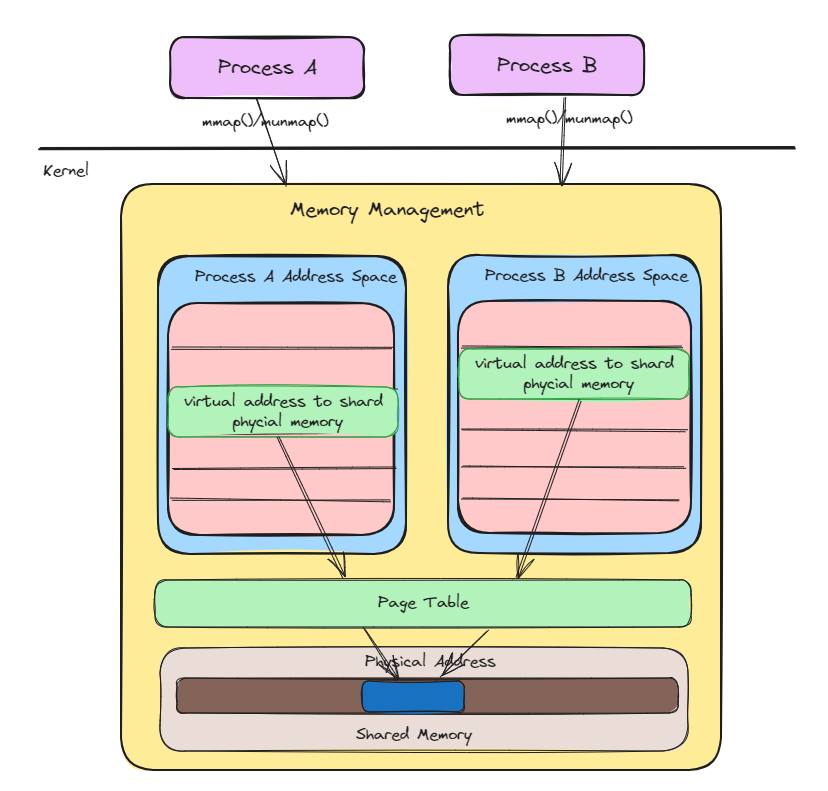 Process A
Process B
mmap()/munmap()
mmap()/munmap()
Kernel
Memory Management
Process A Address Space
Process B Address Space
virtual address to shard
phycial memory
virtual address to shard
phycial memory
Page Table
Physical Address
Shared Memory